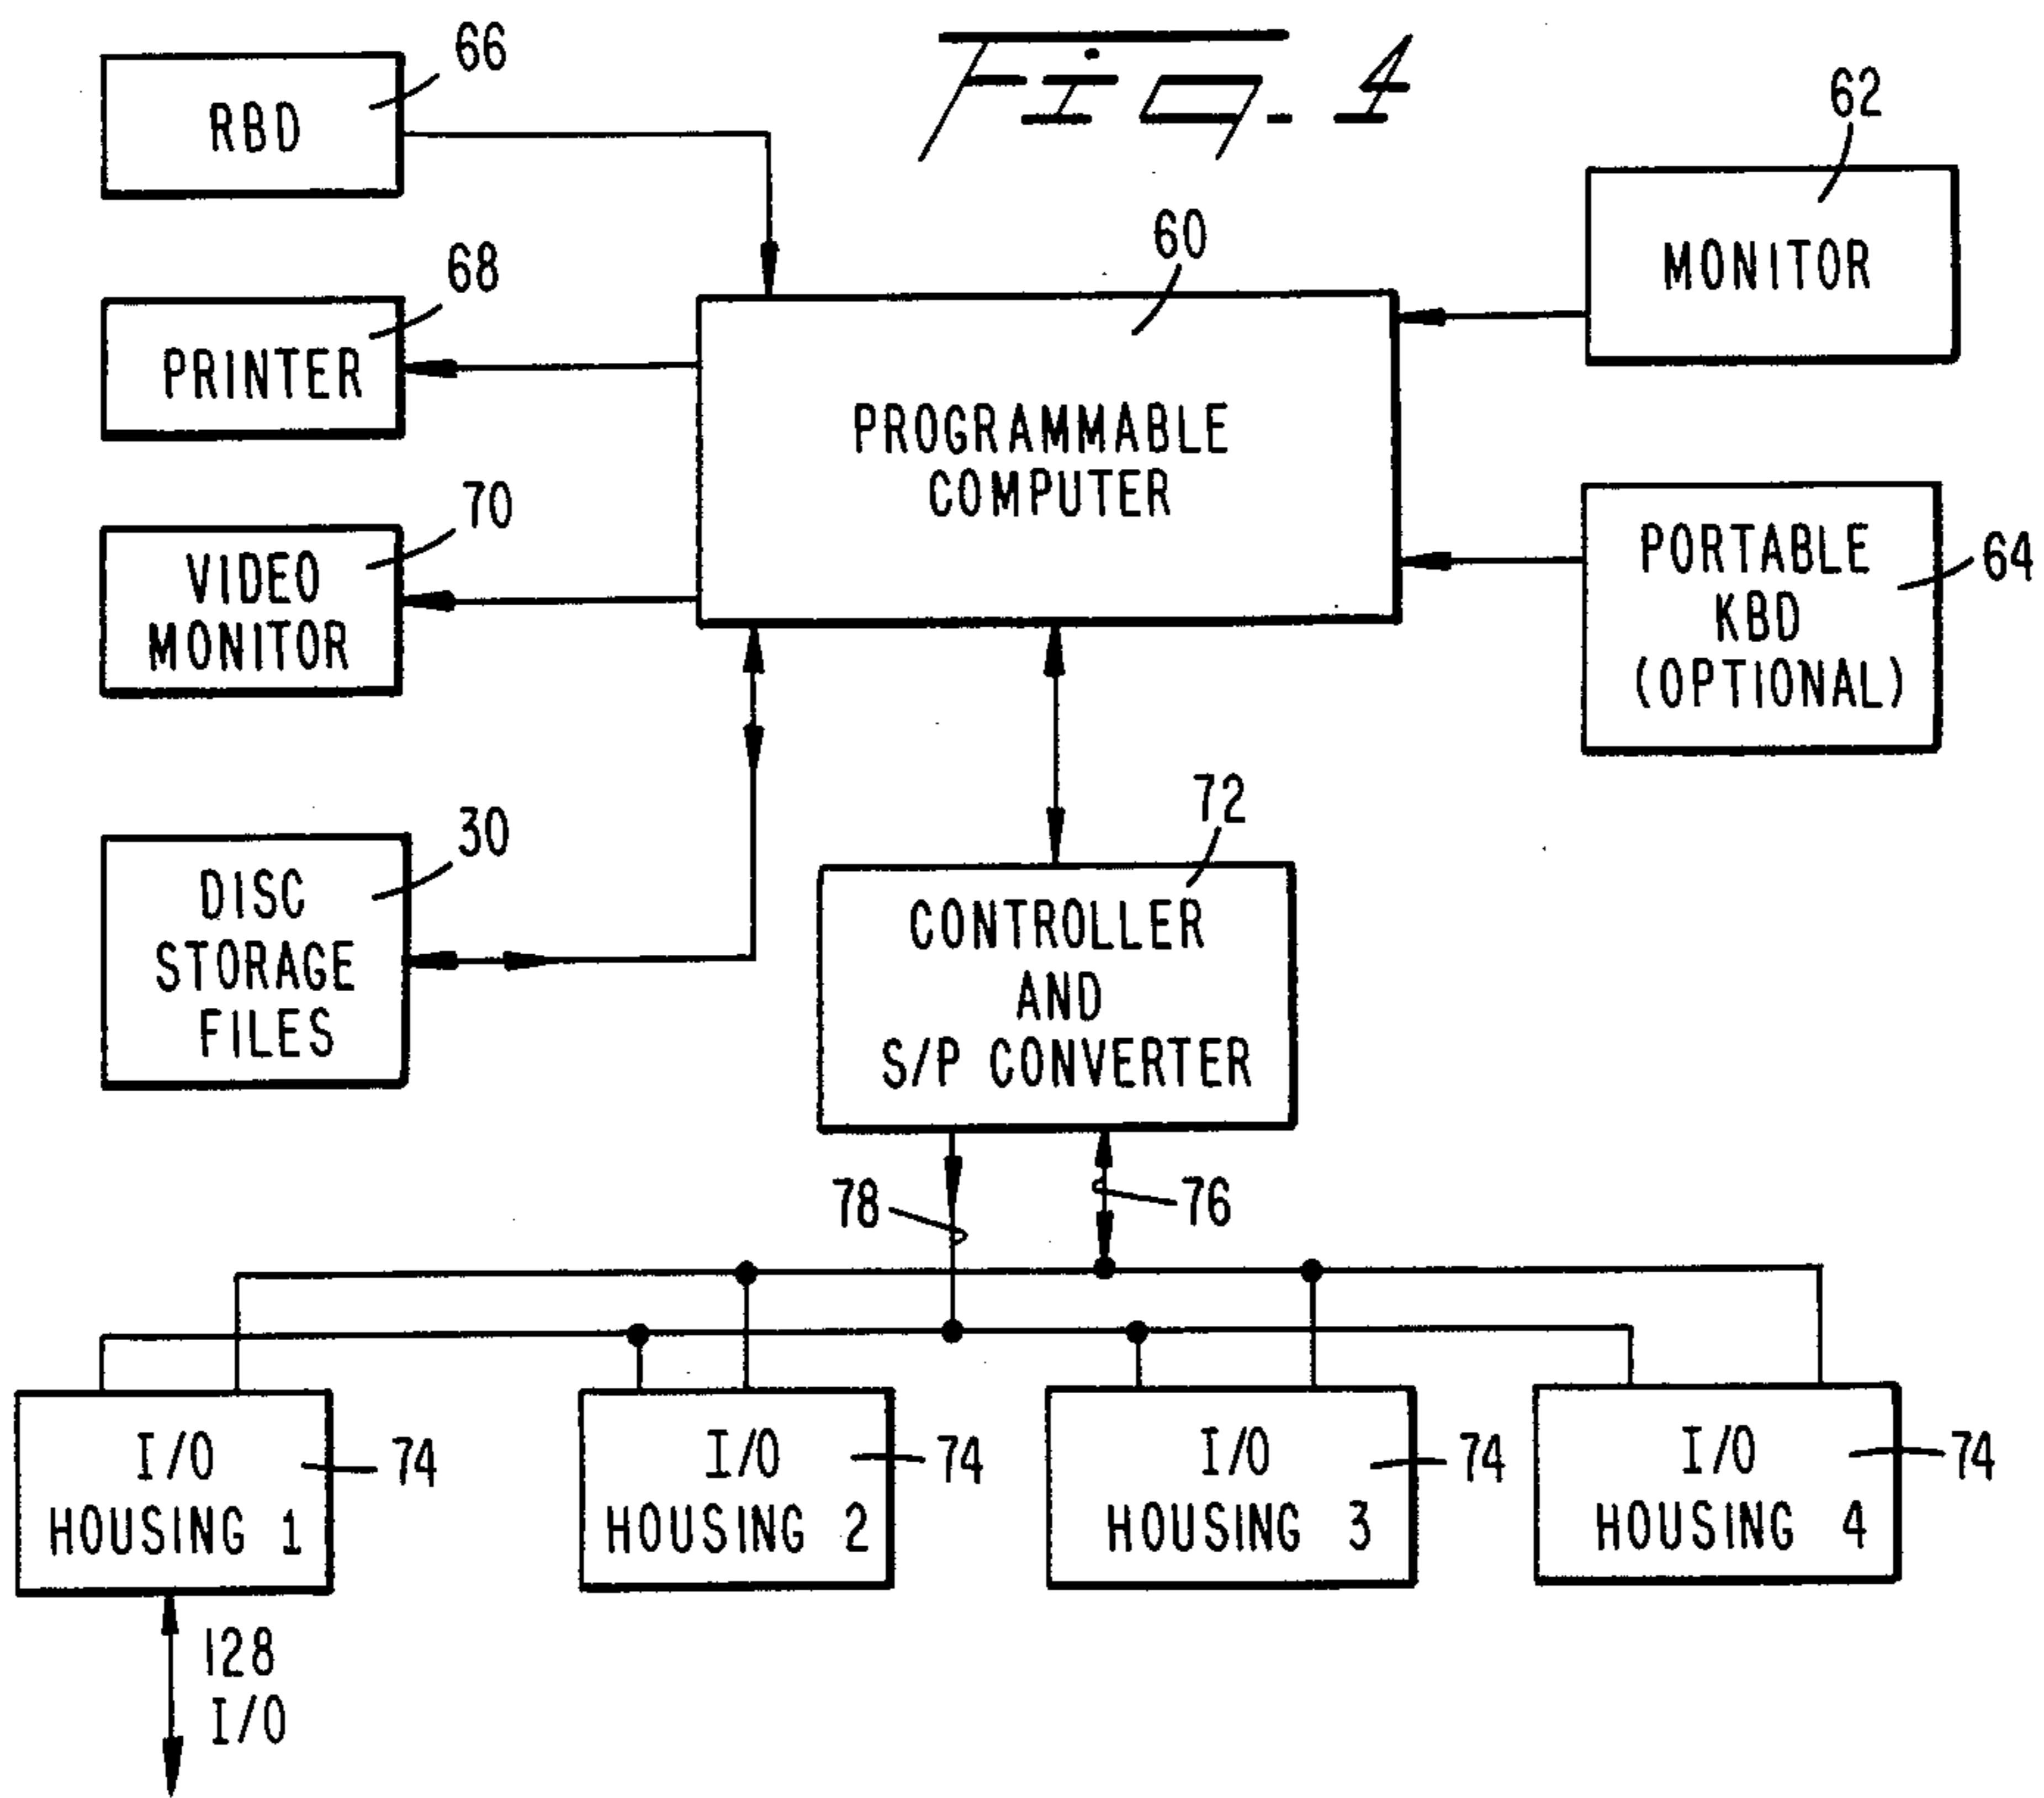 Fig. 4
66
RBD
62
MONITOR
60
PROGRAMMABLE
COMPUTER
68
PRINTER
70
VIDEO
MONITOR
PORTABLE
KBD
(OPTIONAL)
64
30
DISC
STORAGE
FILES
72
CONTROLLER
AND
S/P CONVERTER
78
76
I/O
HOUSING 1
74
I/O
HOUSING 2
74
I/O
HOUSING 3
74
I/O
HOUSING 4
74
128
I/O